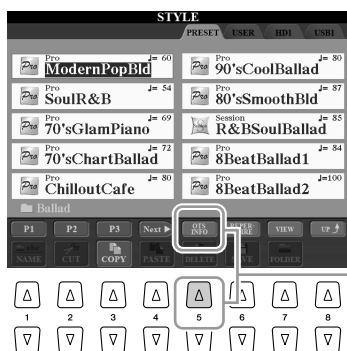 STYLE
PRESET USER HD1 USB1
Pro ♩= 60
ModernPopBld
Pro ♩= 80
90'sCoolBallad
Pro ♩= 54
SoulR&B
Pro ♩= 87
80'sSmoothBld
Pro ♩= 69
70'sGlamPiano
Session ♩= 85
R&BSoulBallad
Pro ♩= 72
70'sChartBallad
Pro ♩= 84
8BeatBallad1
Pro ♩= 80
ChilloutCafe
Pro ♩=100
8BeatBallad2
Ballad
P1 P2 P3 Next ▶ OTS INFO VIEW UP
NAME CUT COPY PASTE DELETE FOLDER
1 2 3 4 5 6 7 8